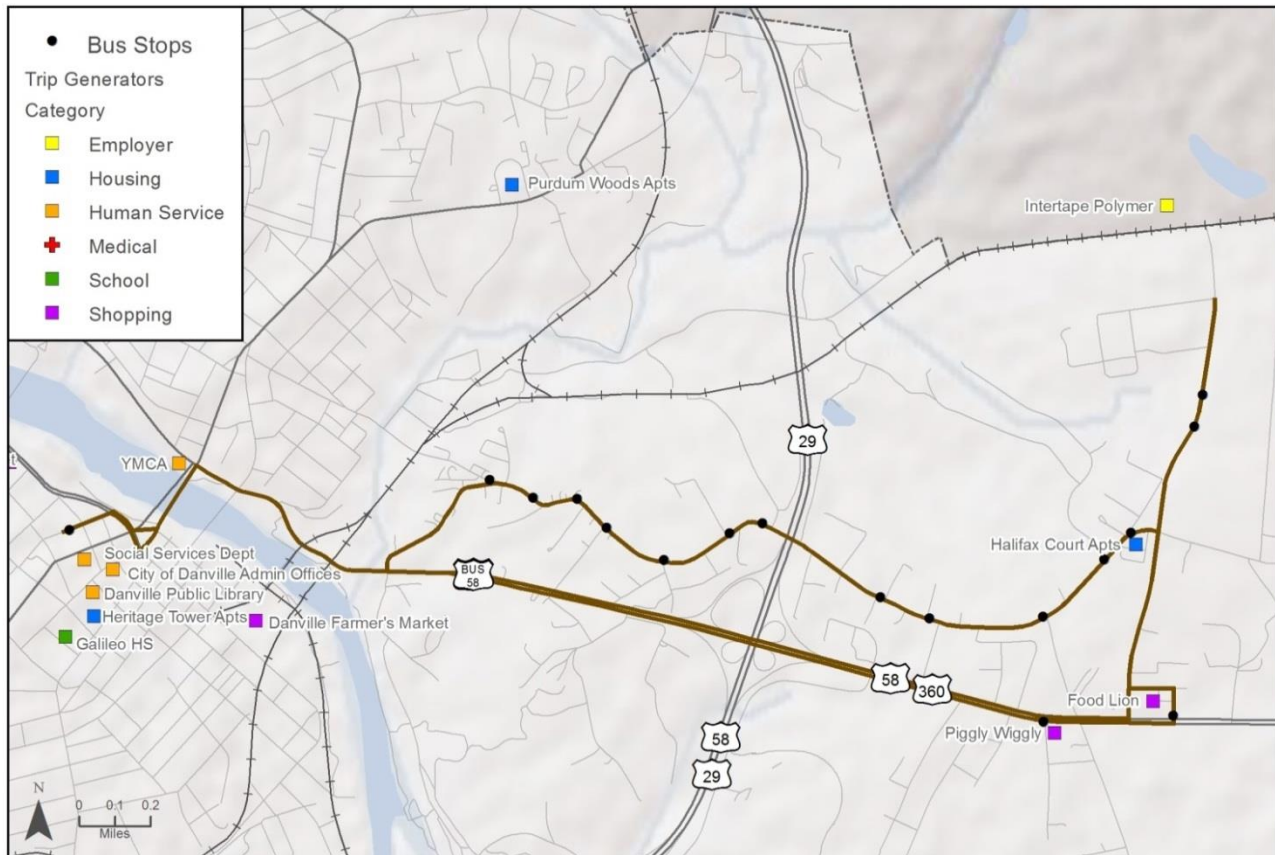 Bus Stops
Trip Generators
Category
Employer
Housing
Human Service
Medical
School
Shopping
Purdum Woods Apts
Intertape Polymer
29
YMCA
t
Social Services Dept
City of Danville Admin Offices
Danville Public Library
Heritage Tower Apts
Danville Farmer's Market
Galileo HS
BUS
58
Halifax Court Apts
58
360
Food Lion
Piggly Wiggly
58
29
N
0 0.1 0.2
Miles